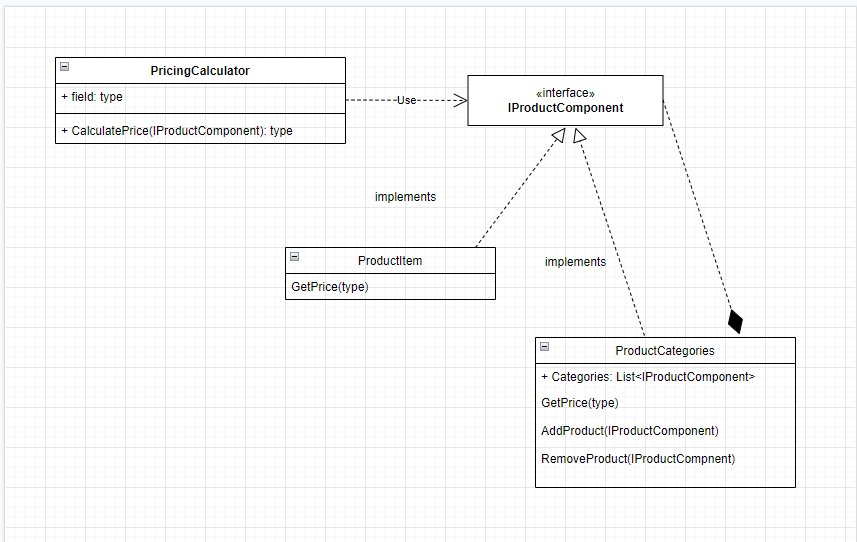 PricingCalculator
+ field: type
+ CalculatePrice(IProductComponent): type
Use
«interface»
IProductComponent
implements
implements
ProductItem
GetPrice(type)
ProductCategories
+ Categories: List<IProductComponent>
GetPrice(type)
AddProduct(IProductComponent)
RemoveProduct(IProductCompnent)